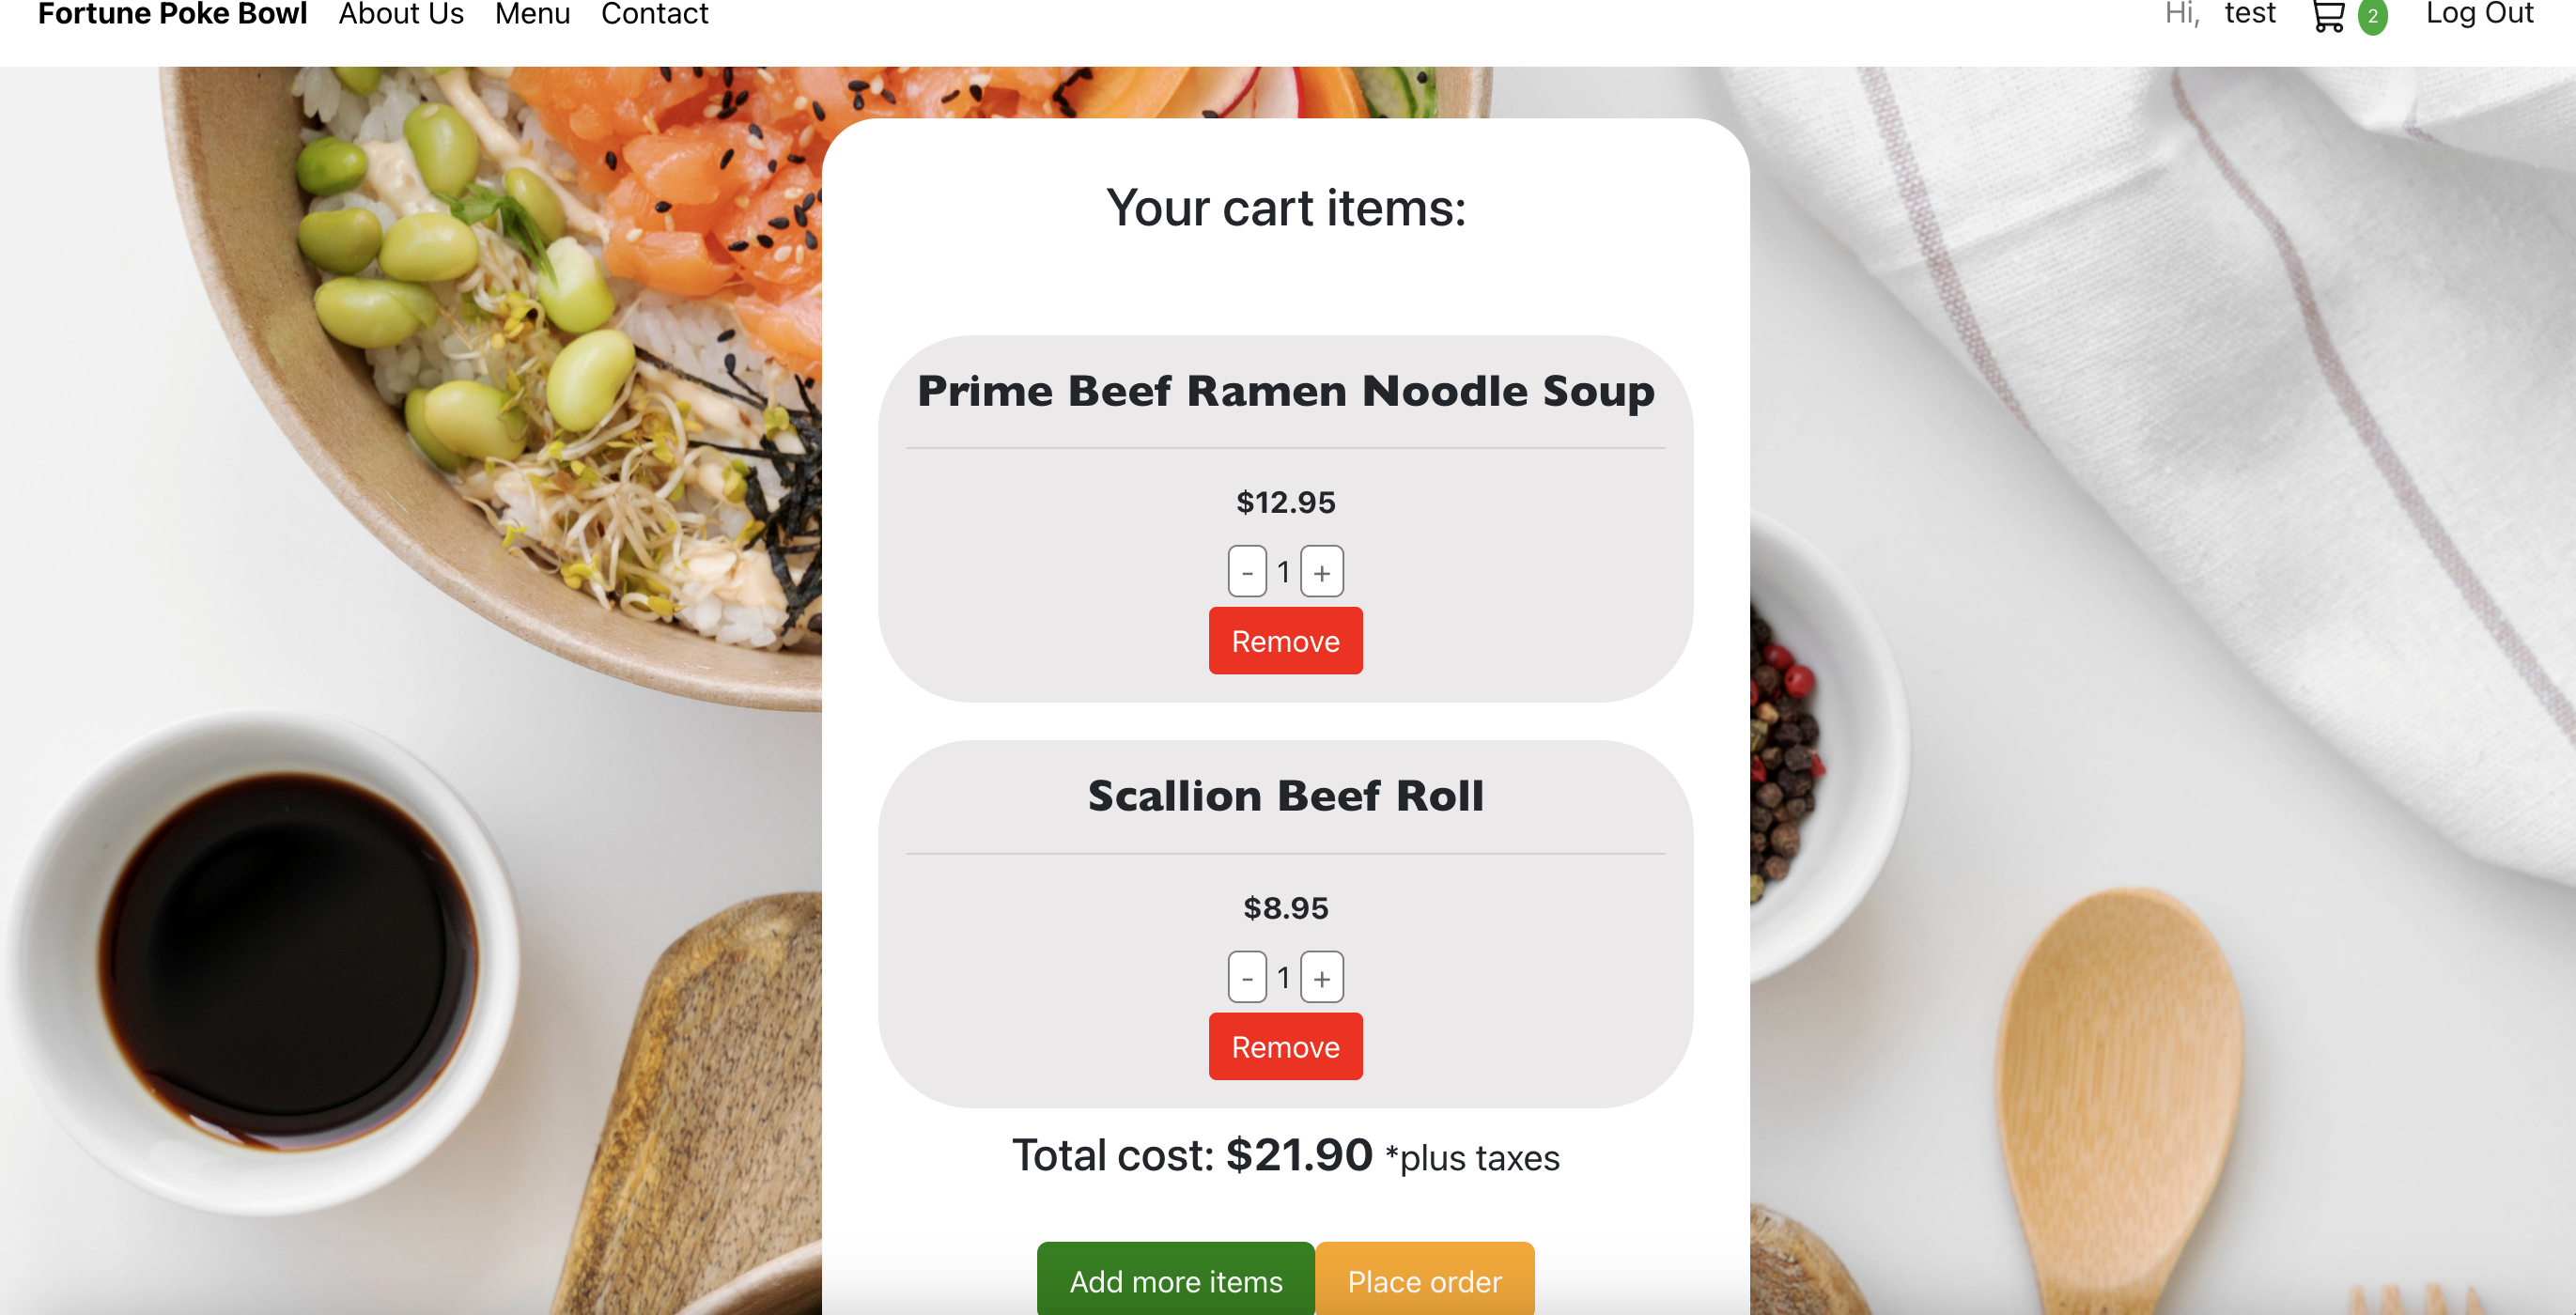 Fortune Poke Bowl About Us Menu Contact Hi, test 2 Log Out
Your cart items:
Prime Beef Ramen Noodle Soup
$12.95
- 1 +
Remove
Scallion Beef Roll
$8.95
- 1 +
Remove
Total cost: $21.90 *plus taxes
Add more items Place order